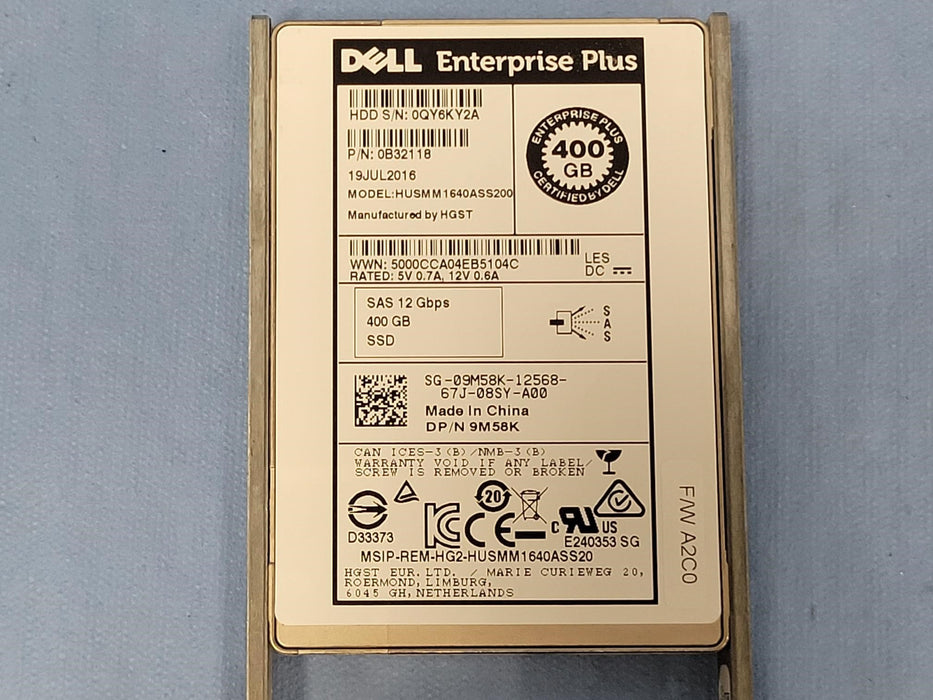 DELL Enterprise Plus
HDD S/N: 0QY6KY2A
P/N: 0B32118
19JUL2016
MODEL:HUSMM1640ASS200
Manufactured by HGST
ENTERPRISE PLUS
400
GB
CERTIFIED BY DELL
WWN: 5000CCA04EB5104C
RATED: 5V 0.7A, 12V 0.6A
LES
DC
SAS 12 Gbps
400 GB
SSD
S
A
S
SG-09M58K-12568-
67J-08SY-A00
Made In China
DP/N 9M58K
CAN ICES-3(B)/NMB-3(B)
WARRANTY VOID IF ANY LABEL/
SCREW IS REMOVED OR BROKEN
D33373
20
CE
c RU US
E240353 SG
MSIP-REM-HG2-HUSMM1640ASS20
HGST EUR.LTD. / MARIE CURIEWEG 20,
ROERMOND, LIMBURG,
6045 GH, NETHERLANDS
F/W A2C0